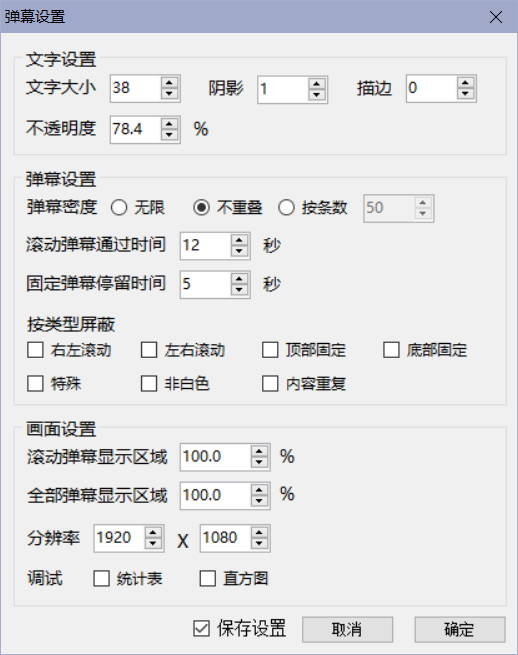 弹幕设置
文字设置
文字大小 38 阴影 1 描边 0
不透明度 78.4 %
弹幕设置
弹幕密度 无限 不重叠 按条数 50
滚动弹幕通过时间 12 秒
固定弹幕停留时间 5 秒
按类型屏蔽
右左滚动 左右滚动 顶部固定 底部固定
特殊 非白色 内容重复
画面设置
滚动弹幕显示区域 100.0 %
全部弹幕显示区域 100.0 %
分辨率 1920 X 1080
调试 统计表 直方图
保存设置 取消 确定